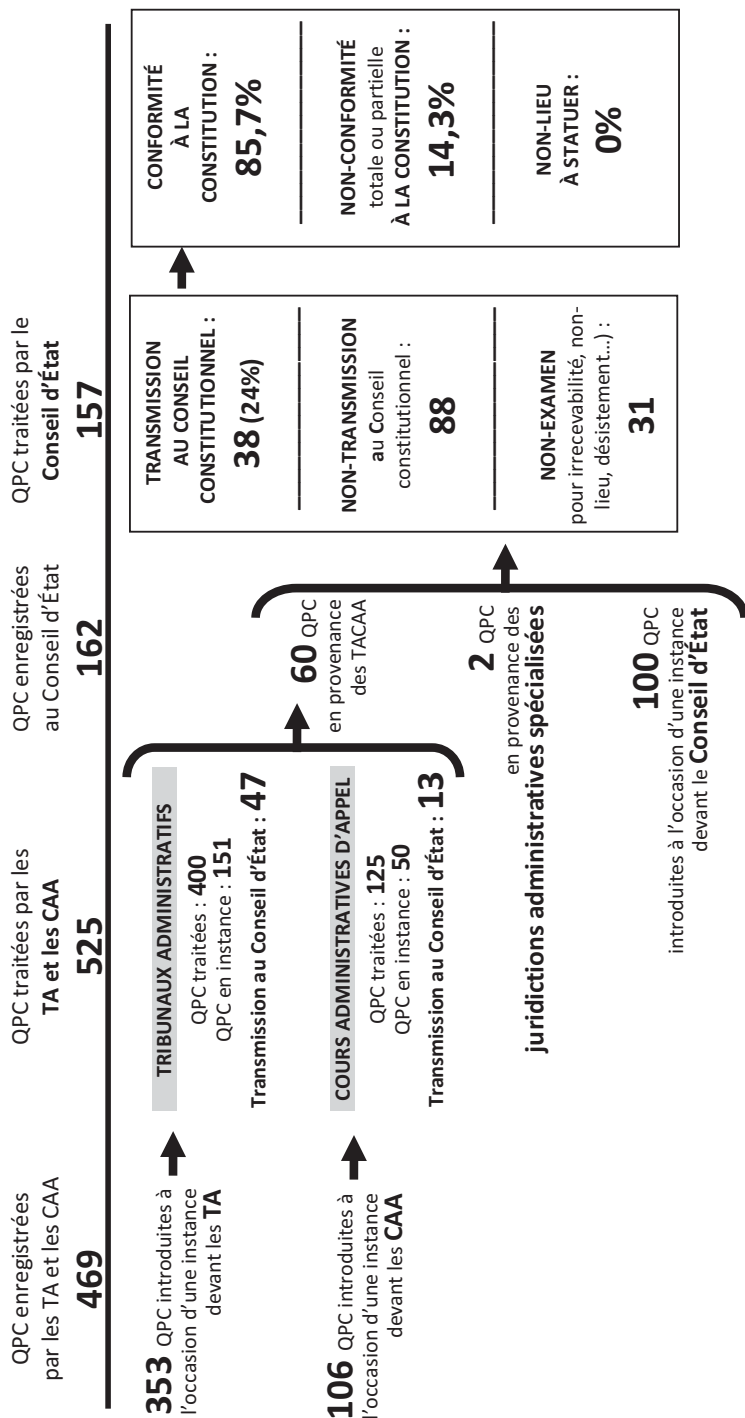 QPC enregistrées
par les TA et les CAA
469
QPC traitées par les
TA et les CAA
525
QPC enregistrées
au Conseil d'État
162
QPC traitées par le
Conseil d'État
157
353 QPC introduites à
l'occasion d'une instance
devant les TA
TRIBUNAUX ADMINISTRATIFS
QPC traitées : 400
QPC en instance : 151
Transmission au Conseil d'État : 47
106 QPC introduites à
l'occasion d'une instance
devant les CAA
COURS ADMINISTRATIVES D'APPEL
QPC traitées : 125
QPC en instance : 50
Transmission au Conseil d'État : 13
60 QPC
en provenance
des TACAA
2 QPC
en provenance des
juridictions administratives spécialisées
100 QPC
introduites à l'occasion d'une instance
devant le Conseil d'État
TRANSMISSION
AU CONSEIL
CONSTITUTIONNEL :
38 (24%)
NON-TRANSMISSION
au Conseil
constitutionnel :
88
NON-EXAMEN
pour irrecevabilité, non-
lieu, désistement...) :
31
CONFORMITÉ
À LA
CONSTITUTION :
85,7%
NON-CONFORMITÉ
totale ou partielle
À LA CONSTITUTION :
14,3%
NON-LIEU
À STATUER :
0%